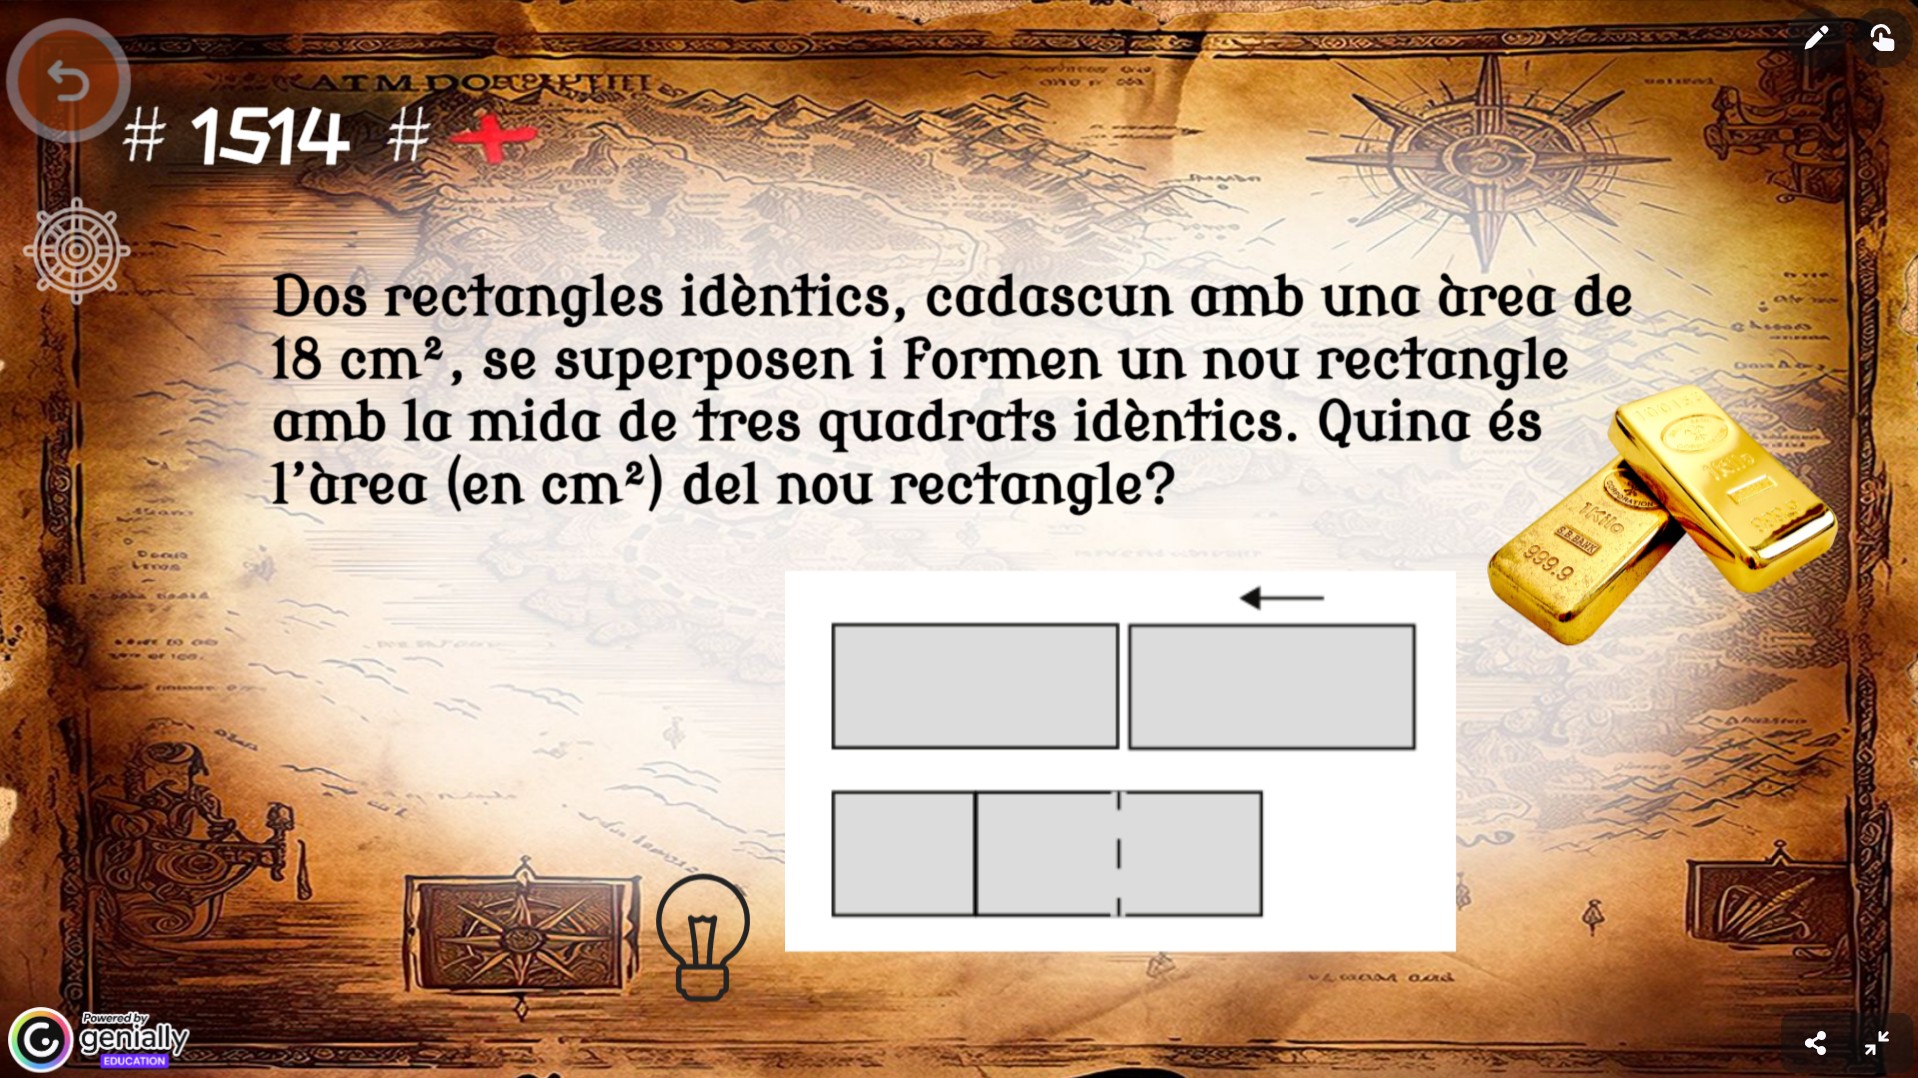 # 1514 #
Dos rectangles idèntics, cadascun amb una àrea de
18 cm², se superposen i formen un nou rectangle
amb la mida de tres quadrats idèntics. Quina és
l'àrea (en cm²) del nou rectangle?
1Kilo
S.B.BANK
999.9
Powered by
genially
EDUCATION